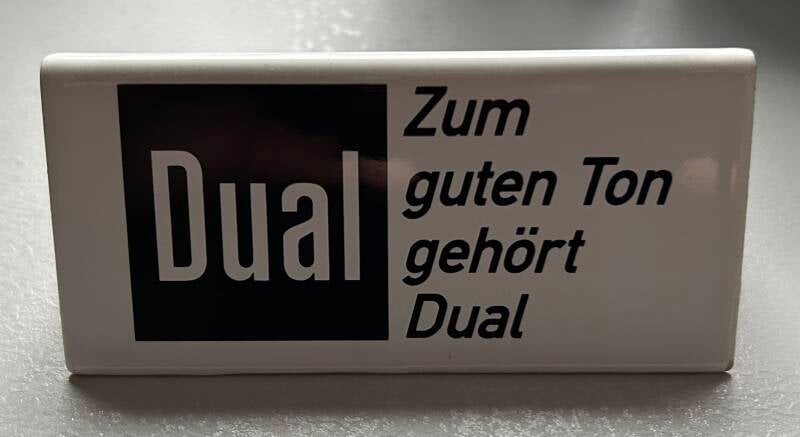 Dual
Zum
guten Ton
gehört
Dual